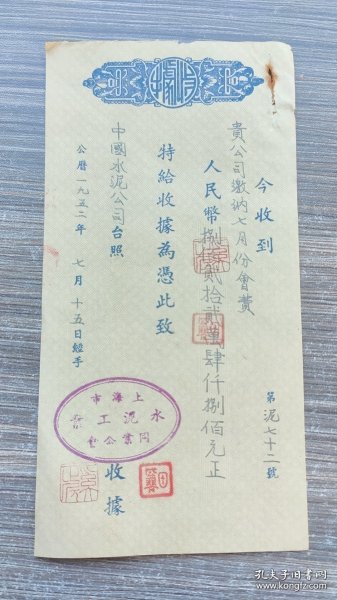 收據
今收到
貴公司繳納七月份會費
人民幣捌拾貳萬肆仟捌佰元正
特給收據為憑此致
中國水泥公司台照
公曆一九五二年 七月十五日經手
第泥七十二號
上海市
水泥工業
同業公會
收據
孔夫子旧书网